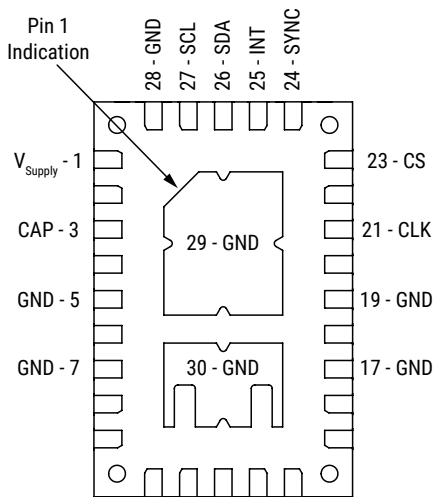 Pin 1
Indication
28 - GND
27 - SCL
26 - SDA
25 - INT
24 - SYNC
VSupply - 1
23 - CS
CAP - 3
29 - GND
21 - CLK
GND - 5
19 - GND
GND - 7
30 - GND
17 - GND